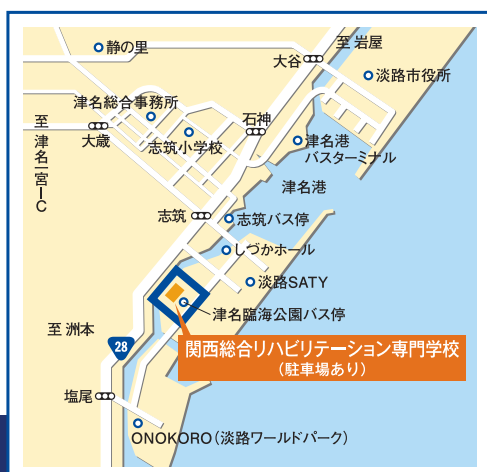 至 岩屋
静の里
大谷
淡路市役所
津名総合事務所
石神
至 津名一宮IC
大歳
志筑小学校
津名港
バスターミナル
津名港
志筑
志筑バス停
しづかホール
淡路SATY
津名臨海公園バス停
至 洲本
28
関西総合リハビリテーション専門学校
(駐車場あり)
塩尾
ONOKORO(淡路ワールドパーク)